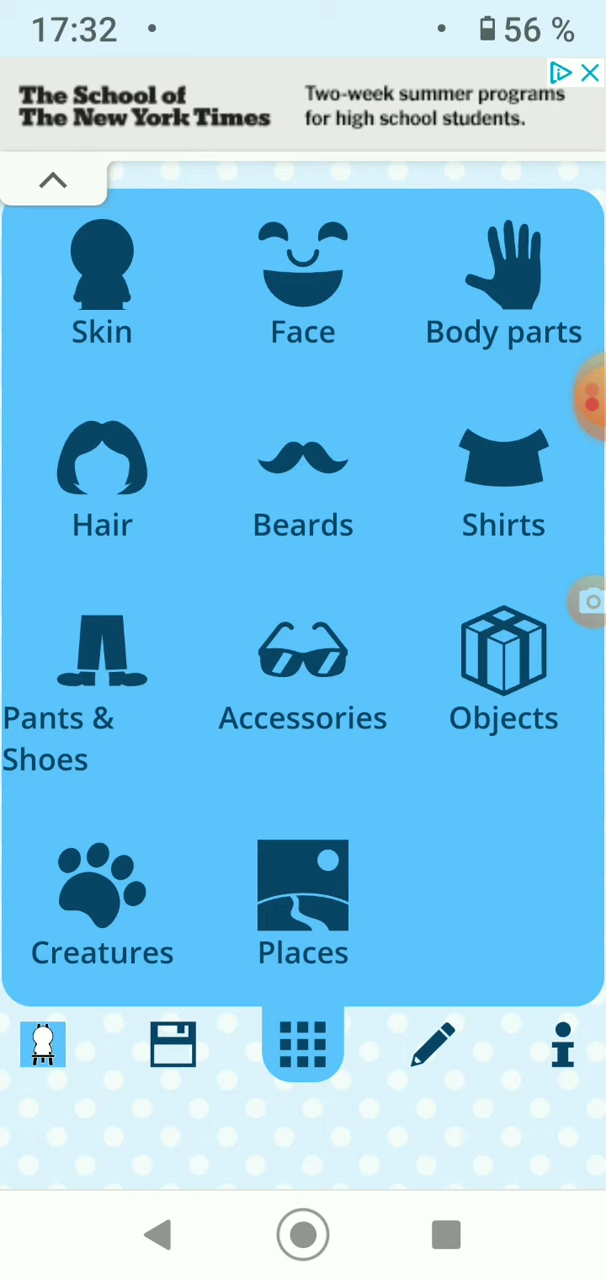 17:32
56 %
The School of
The New York Times
Two-week summer programs
for high school students.
Skin
Face
Body parts
Hair
Beards
Shirts
Pants &
Shoes
Accessories
Objects
Creatures
Places